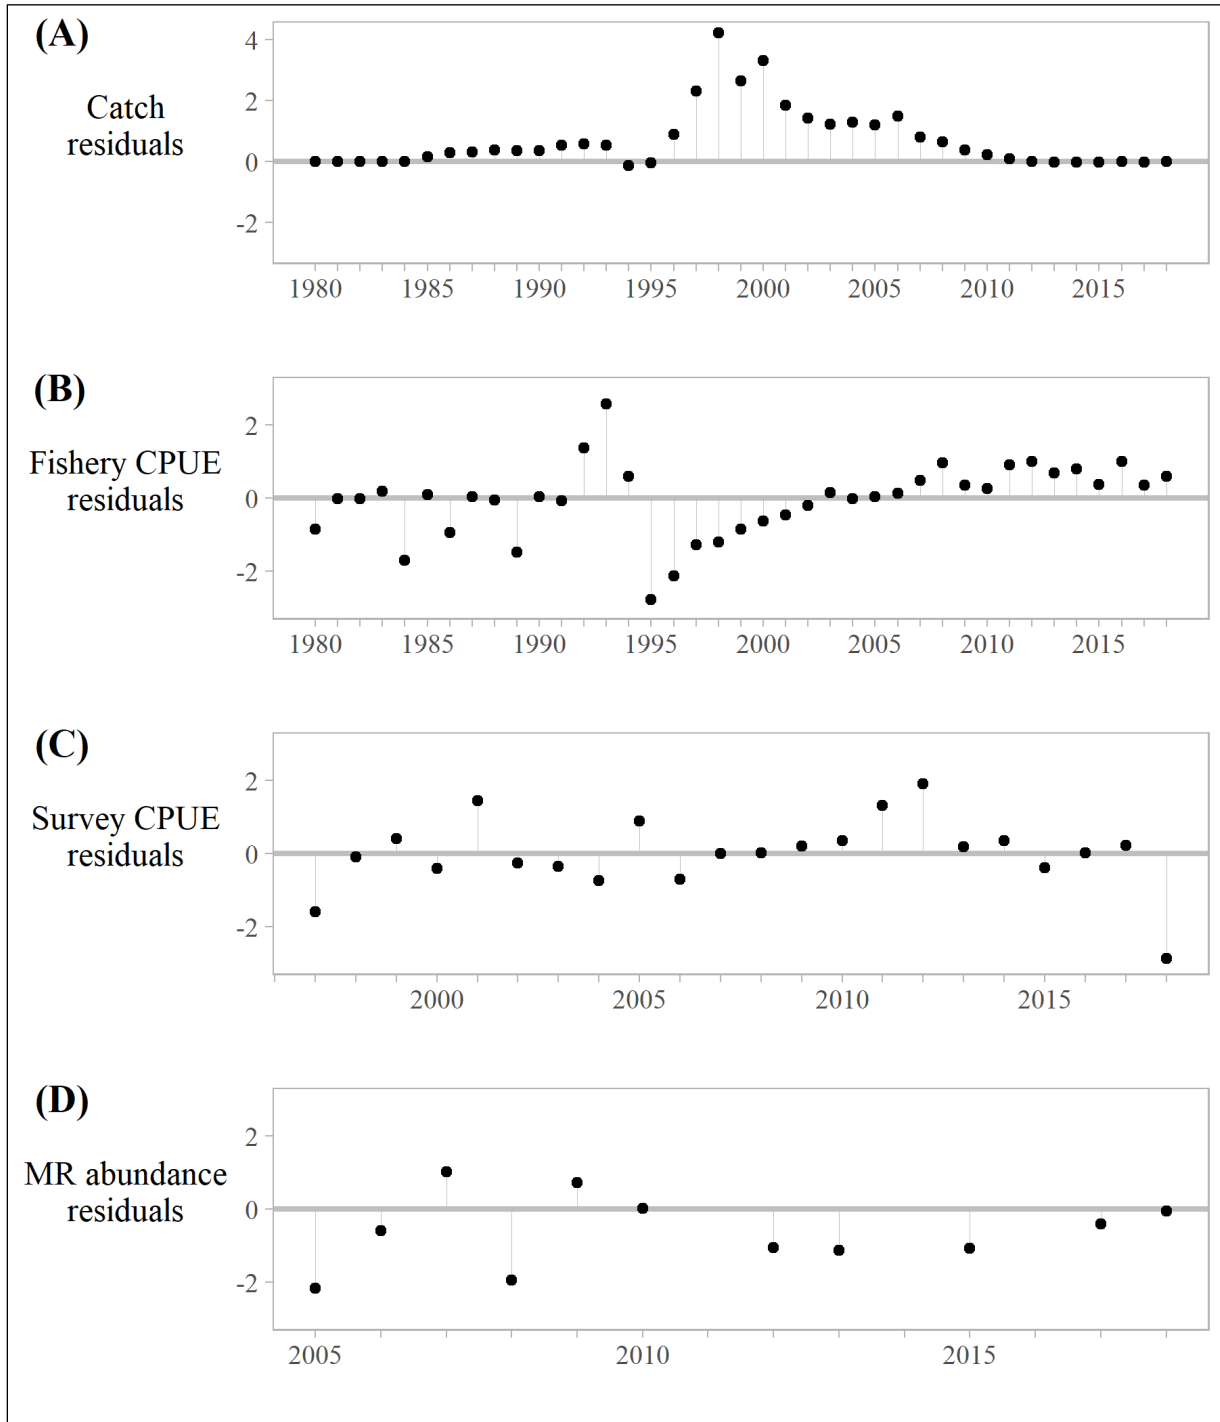 (A)
Catch
residuals
4
2
0
-2
1980 1985 1990 1995 2000 2005 2010 2015
(B)
Fishery CPUE
residuals
2
0
-2
1980 1985 1990 1995 2000 2005 2010 2015
(C)
Survey CPUE
residuals
2
0
-2
2000 2005 2010 2015
(D)
MR abundance
residuals
2
0
-2
2005 2010 2015